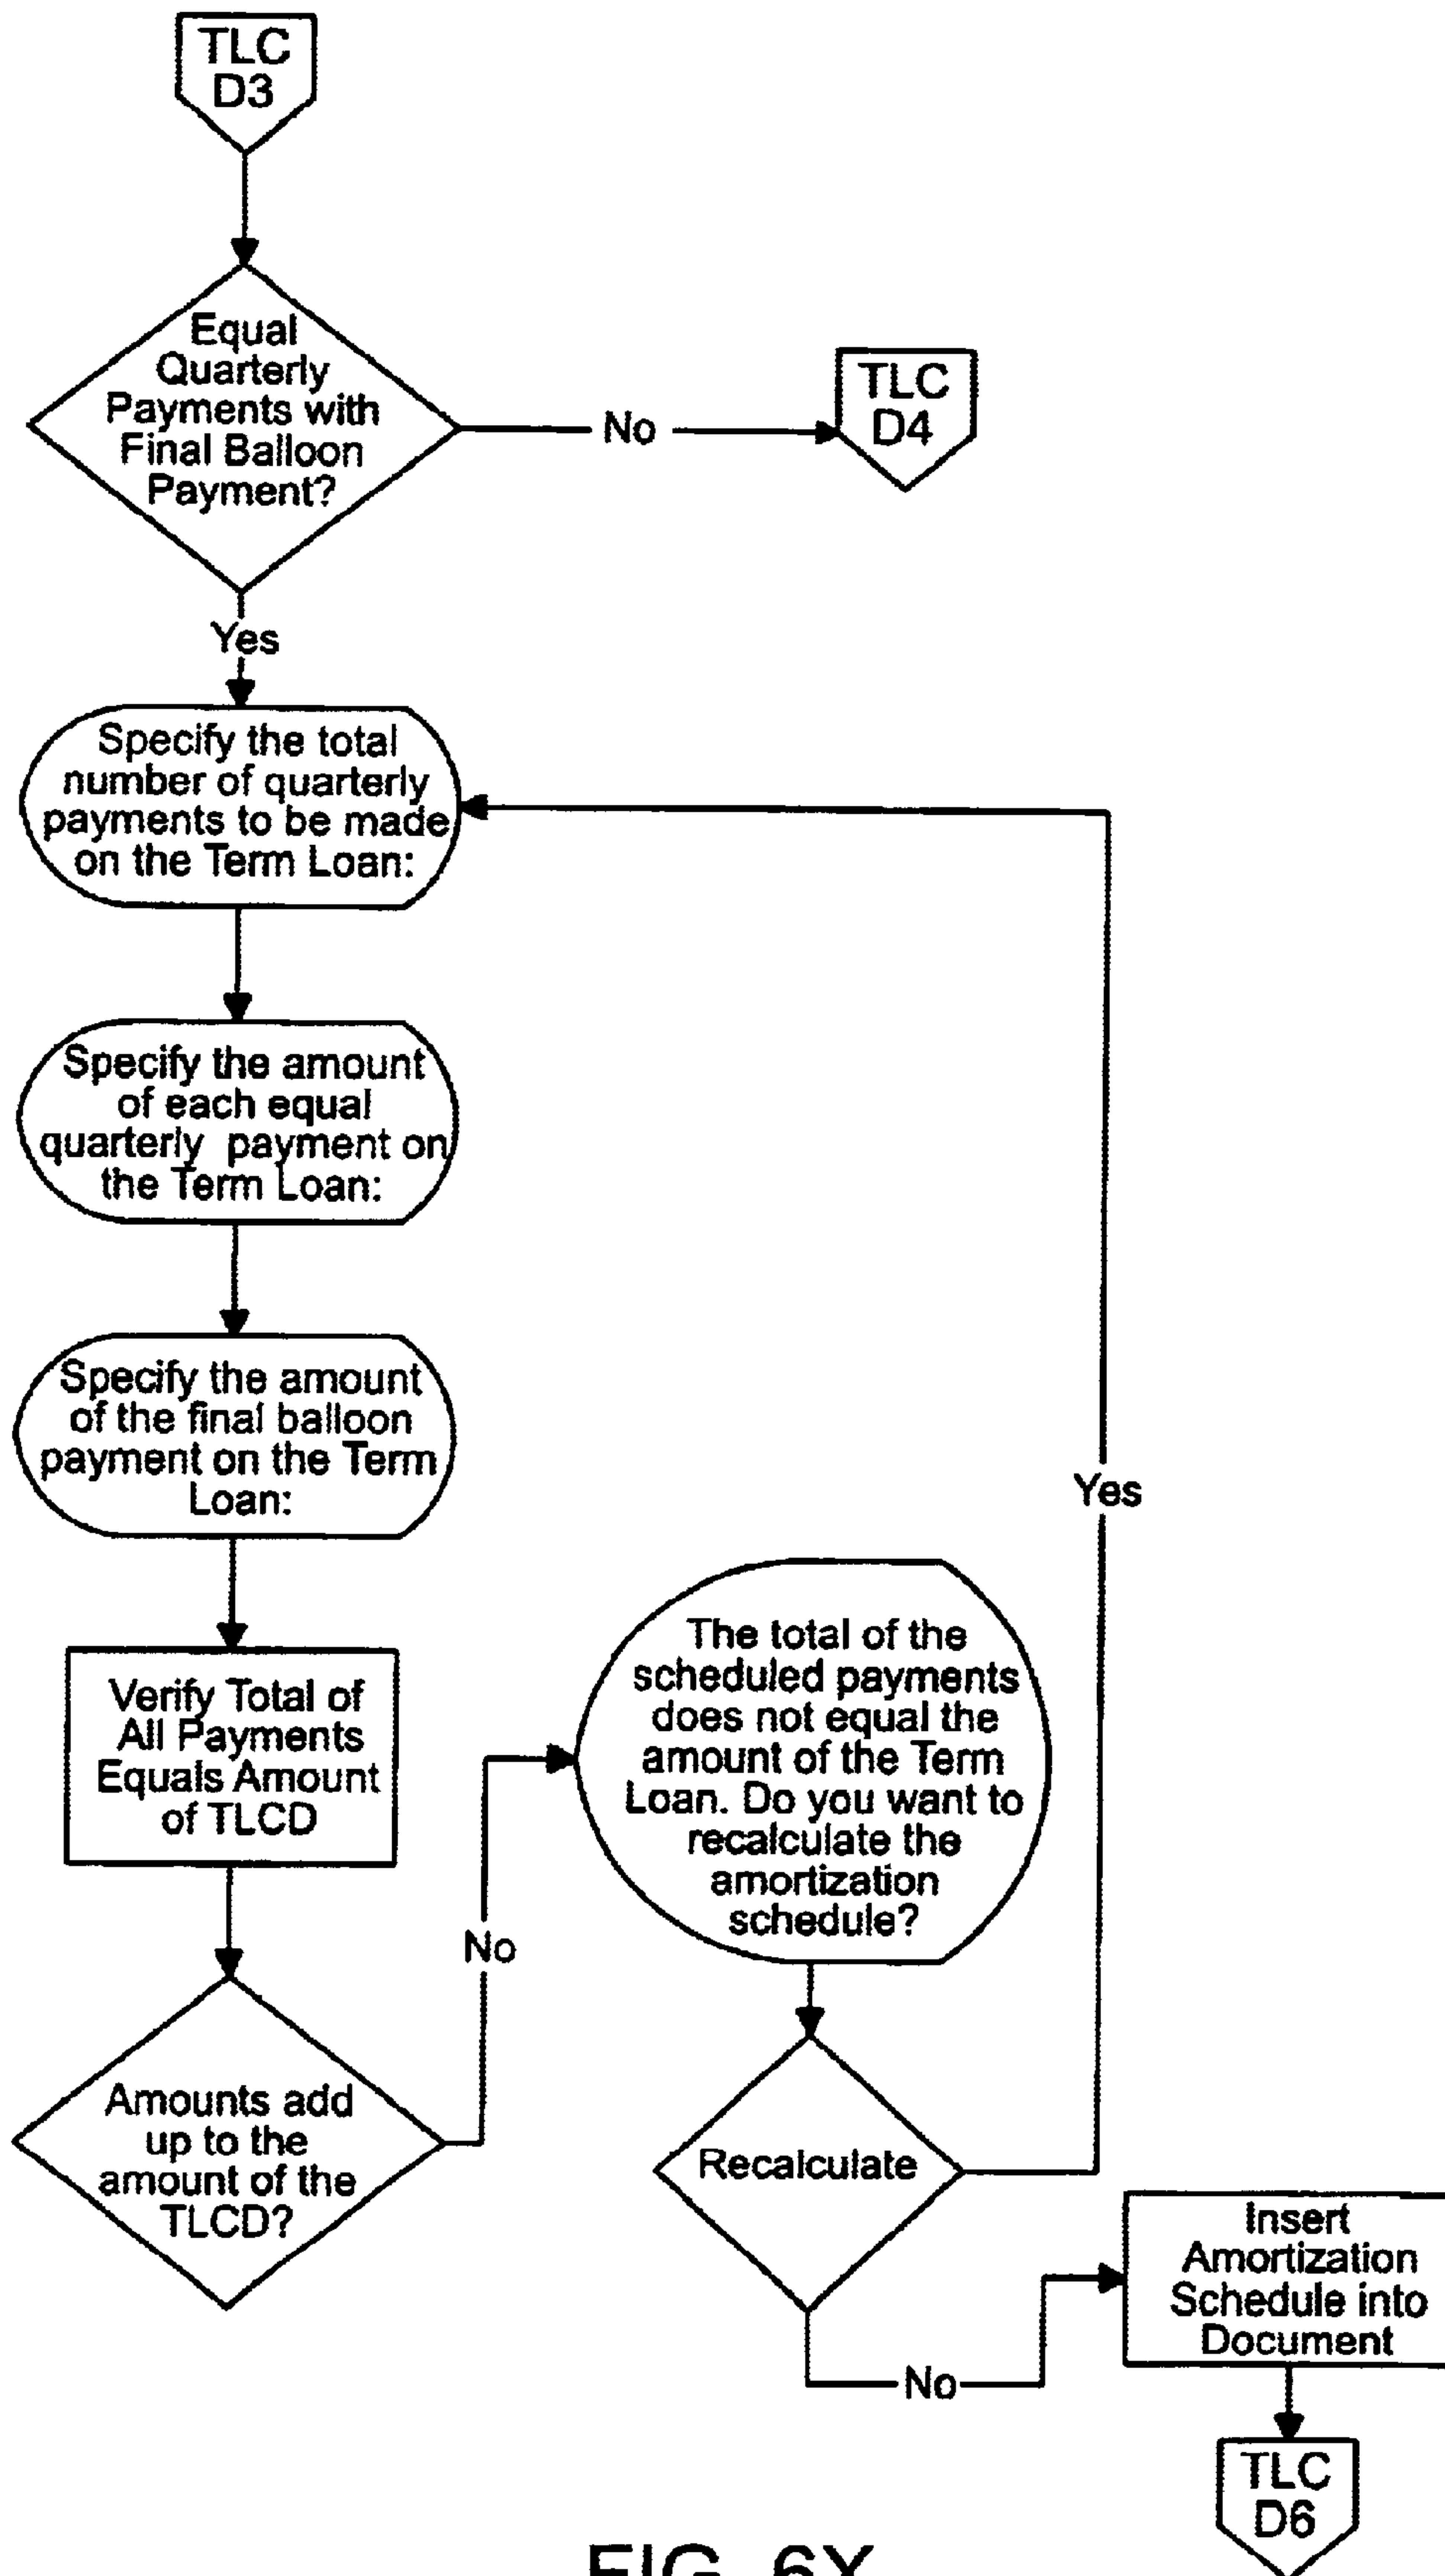 TLC
D3
Equal
Quarterly
Payments with
Final Balloon
Payment?
No
TLC
D4
Yes
Specify the total
number of quarterly
payments to be made
on the Term Loan:
Specify the amount
of each equal
quarterly payment on
the Term Loan:
Specify the amount
of the final balloon
payment on the Term
Loan:
Yes
Verify Total of
All Payments
Equals Amount
of TLCD
The total of the
scheduled payments
does not equal the
amount of the Term
Loan. Do you want to
recalculate the
amortization
schedule?
No
Amounts add
up to the
amount of the
TLCD?
Recalculate
Insert
Amortization
Schedule into
Document
No
TLC
D6
FIG. 6X